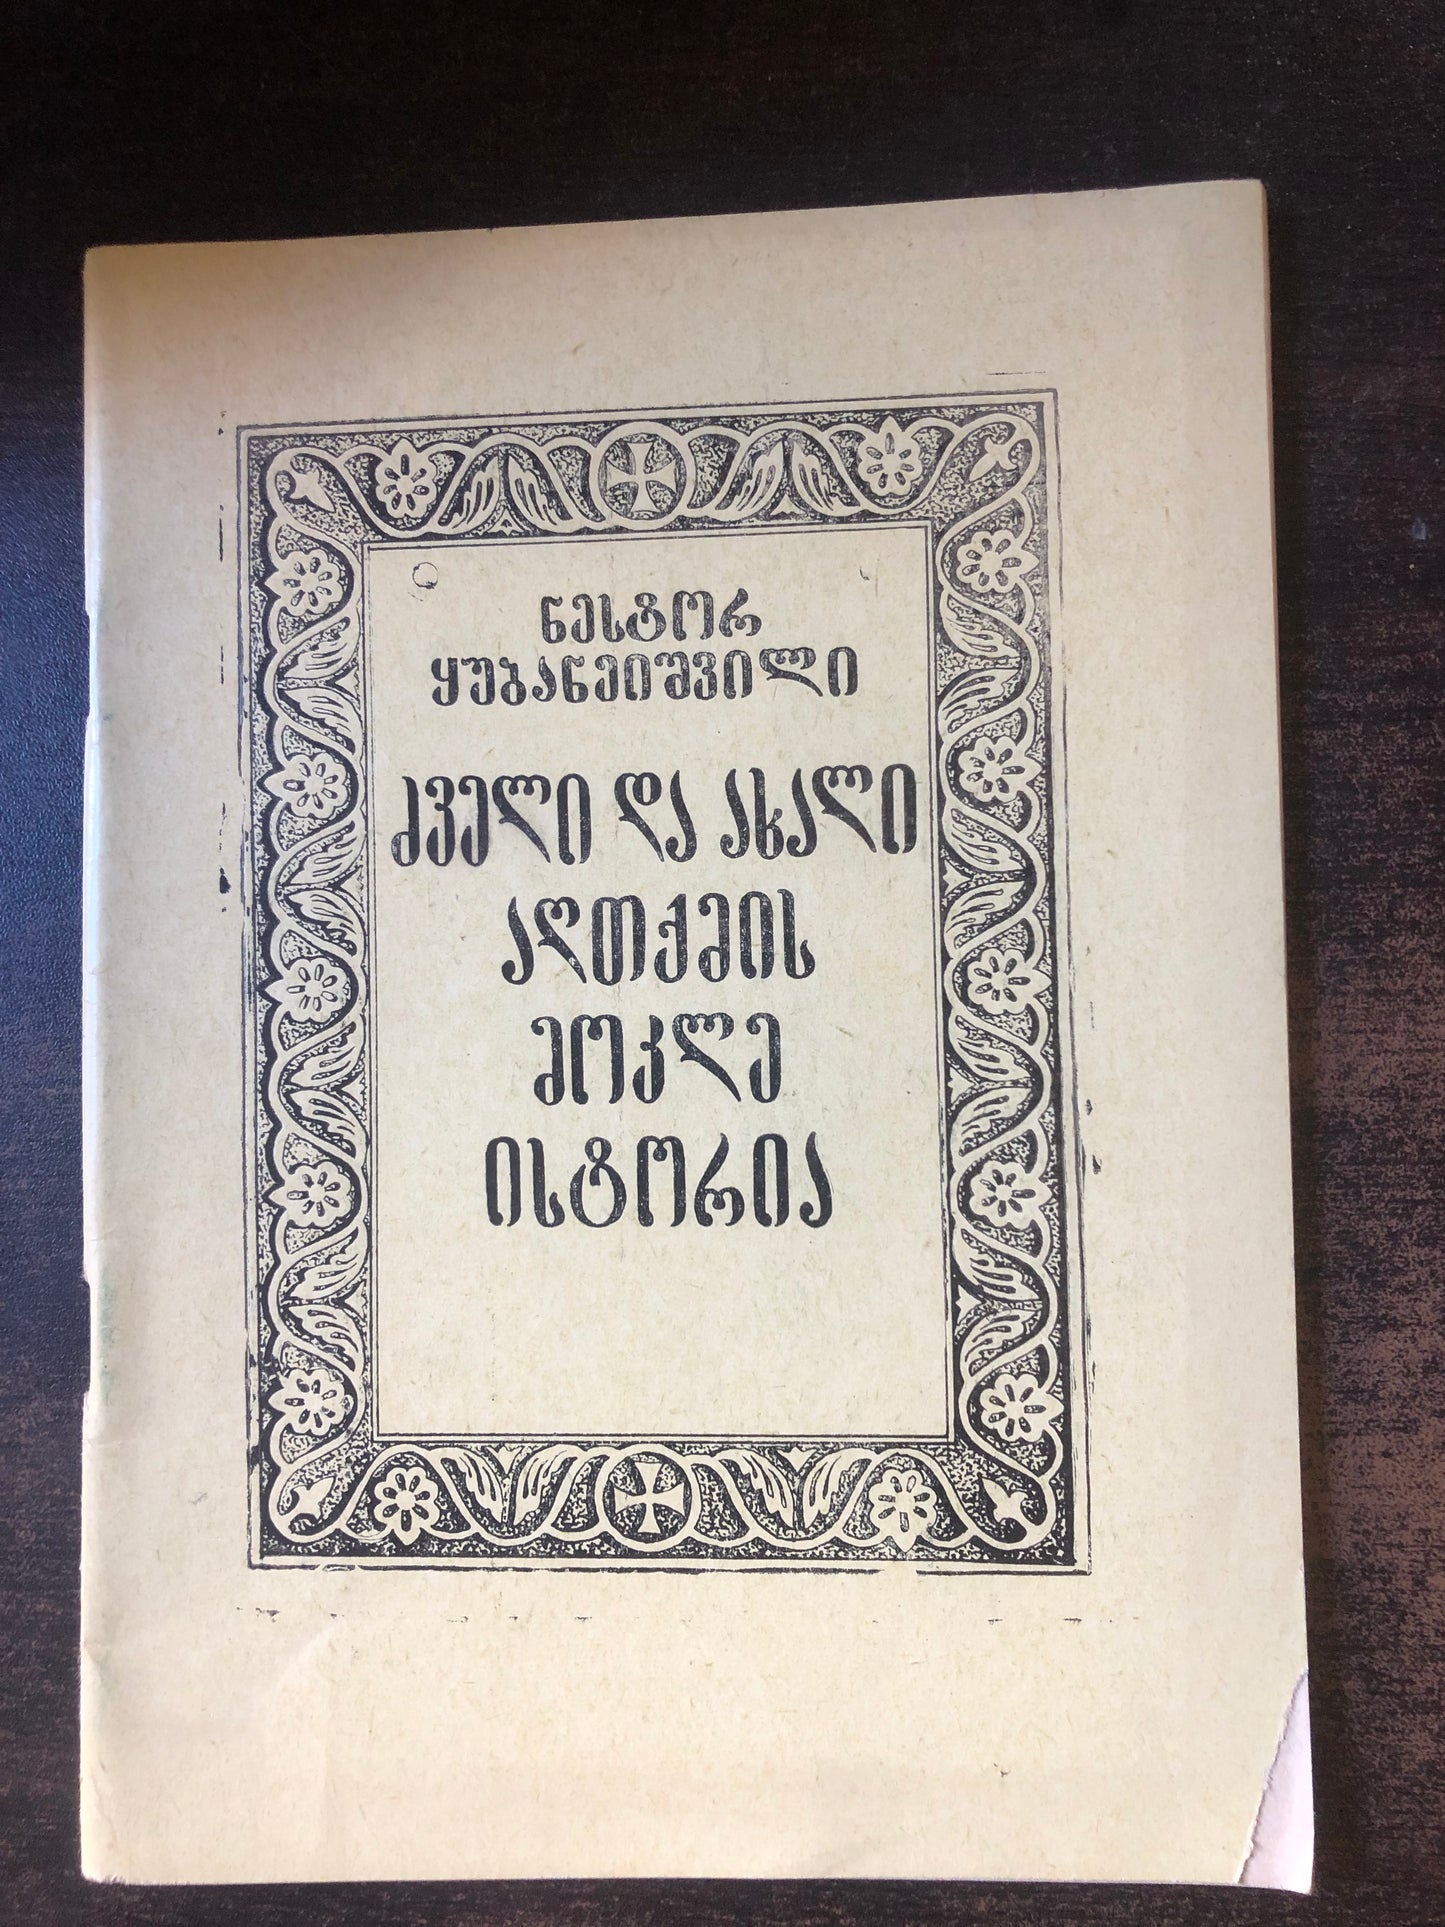 ნესტორ
ყუბანეიშვილი
ძველი და ახალი
აღთქმის
მოკლე
ისტორია